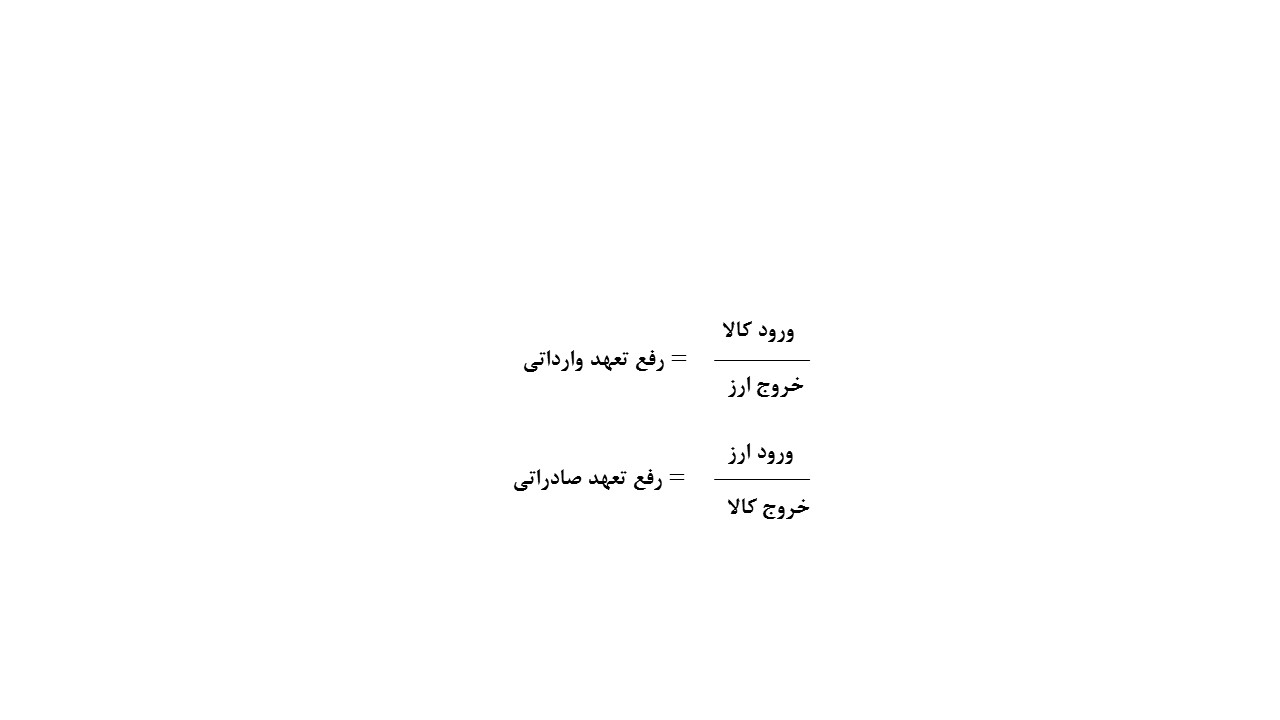 ورود کالا
رفع تعهد وارداتی =
خروج ارز
ورود ارز
رفع تعهد صادراتی =
خروج کالا